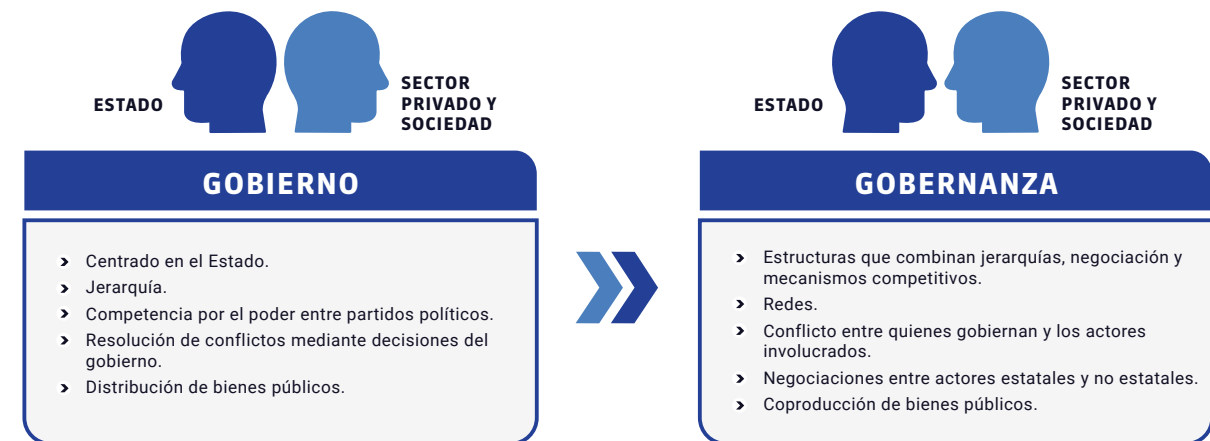 ESTADO
SECTOR
PRIVADO Y
SOCIEDAD
GOBIERNO
Centrado en el Estado.
Jerarquía.
Competencia por el poder entre partidos políticos.
Resolución de conflictos mediante decisiones del
gobierno.
Distribución de bienes públicos.
ESTADO
SECTOR
PRIVADO Y
SOCIEDAD
GOBERNANZA
Estructuras que combinan jerarquías, negociación y
mecanismos competitivos.
Redes.
Conflicto entre quienes gobiernan y los actores
involucrados.
Negociaciones entre actores estatales y no estatales.
Coproducción de bienes públicos.